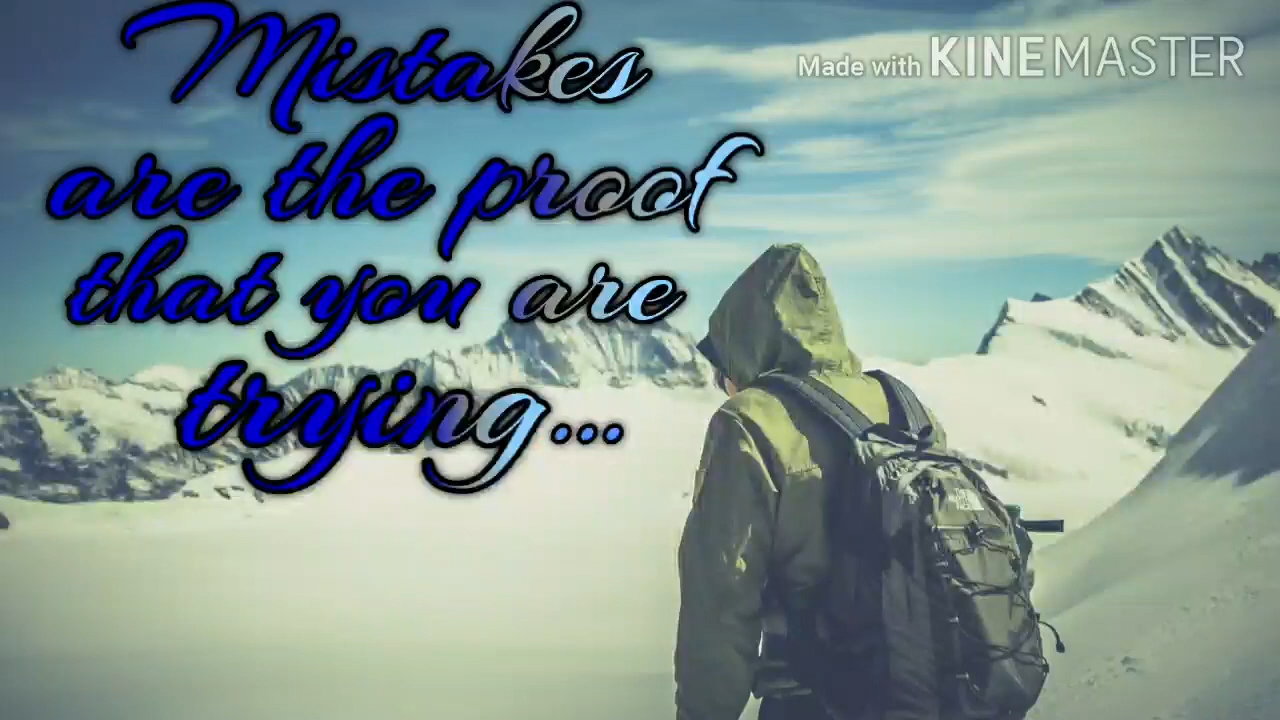 Made with KINEMASTER
Mistakes
are the proof
that you are
trying...